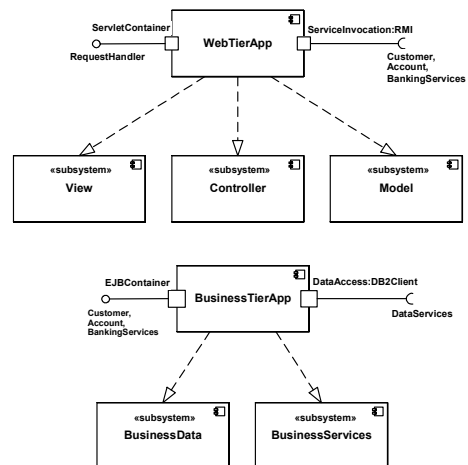 ServletContainer
RequestHandler
WebTierApp
ServiceInvocation:RMI
Customer,
Account,
BankingServices
«subsystem»
View
«subsystem»
Controller
«subsystem»
Model
EJBContainer
Customer,
Account,
BankingServices
BusinessTierApp
DataAccess:DB2Client
DataServices
«subsystem»
BusinessData
«subsystem»
BusinessServices